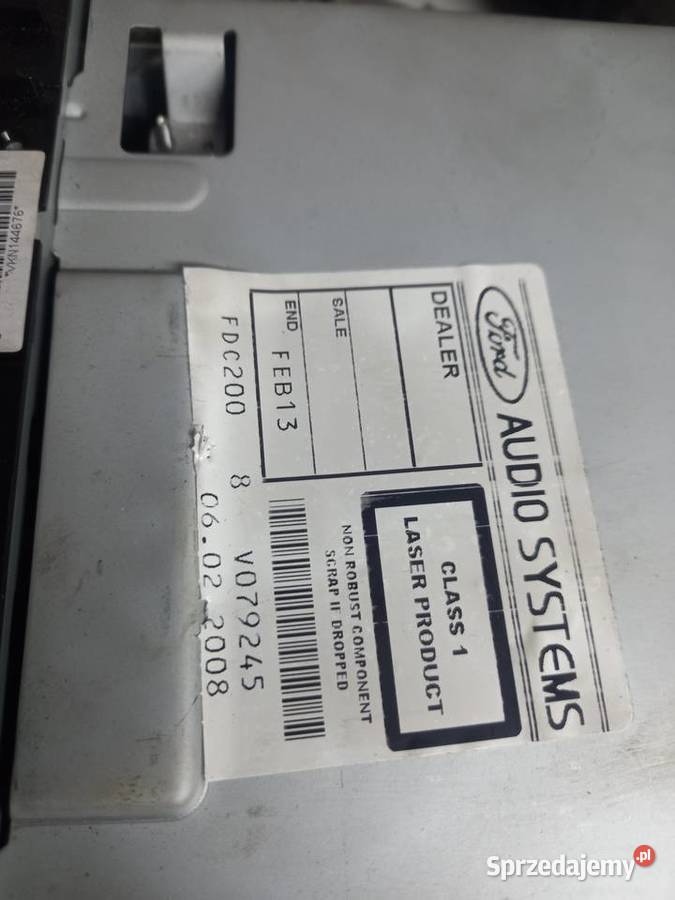 Ford AUDIO SYSTEMS
DEALER
SALE
END FEB13
CLASS 1
LASER PRODUCT
NON ROBUST COMPONENT
SCRAP IF DROPPED
FDC200 8 V079245
06.02.2008
Sprzedajemy.pl